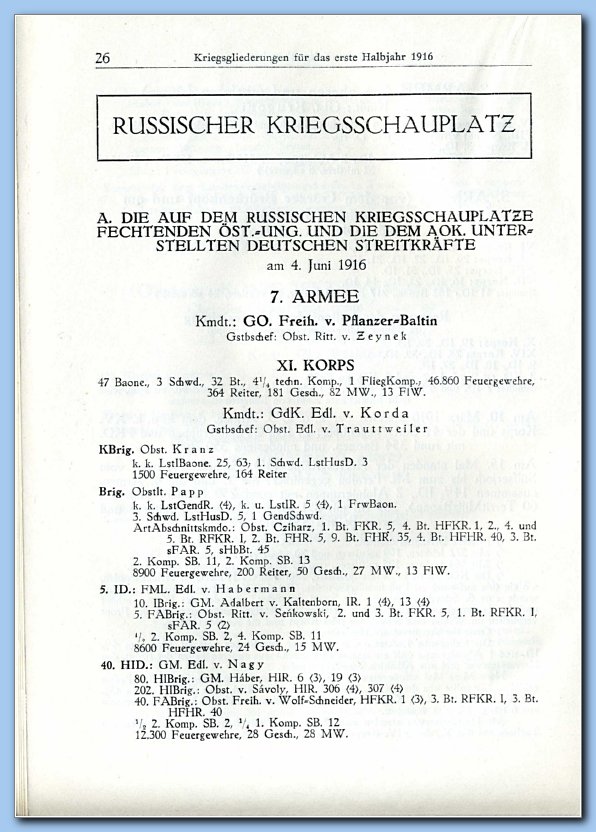 26 Kriegsgliederungen für das erste Halbjahr 1916
RUSSISCHER KRIEGSSCHAUPLATZ
A. DIE AUF DEM RUSSISCHEN KRIEGSSCHAUPLATZE
FECHTENDEN ÖST.-UNG. UND DIE DEM AOK. UNTER-
STELLTEN DEUTSCHEN STREITKRÄFTE
am 4. Juni 1916
7. ARMEE
Kmdt.: GO. Freih. v. Pflanzer-Baltin
Gstbschef: Obst. Ritt. v. Zeynek
XI. KORPS
47 Baone., 3 Schwd., 32 Bt., 4¼ techn. Komp., 1 FliegKomp.; 46.860 Feuergewehre,
364 Reiter, 181 Gesch., 82 MW., 13 FlW.
Kmdt.: GdK. Edl. v. Korda
Gstbschef: Obst. Edl. v. Trauttweiler
KBrig. Obst. Kranz
k. k. LstIBaone. 25, 63; 1. Schwd. LstHusD. 3
1500 Feuergewehre, 164 Reiter
Brig. Obstlt. Papp
k. k. LstGendR. (4), k. u. LstIR. 5 (4), 1 FrwBaon.
3. Schwd. LstHusD. 5, 1 GendSchwd.
ArtAbschnittskmdo.: Obst. Cziharz, 1. Bt. FKR. 5, 4. Bt. HFKR. 1, 2., 4. und
5. Bt. RFKR. I, 2. Bt. FHR. 5, 9. Bt. FHR. 35, 4. Bt. HFHR. 40, 3. Bt.
sFAR. 5, sHbBt. 45
2. Komp. SB. 11, 2. Komp. SB. 13
8900 Feuergewehre, 200 Reiter, 50 Gesch., 27 MW., 13 FlW.
5. ID.: FML. Edl. v. Habermann
10. IBrig.: GM. Adalbert v. Kaltenborn, IR. 1 (4), 13 (4)
5. FABrig.: Obst. Ritt. v. Seńkowski, 2. und 3. Bt. FKR. 5, 1. Bt. RFKR. I,
sFAR. 5 (2)
½ 2. Komp. SB. 2, 4. Komp. SB. 11
8600 Feuergewehre, 24 Gesch., 15 MW.
40. HID.: GM. Edl. v. Nagy
80. HIBrig.: GM. Háber, HIR. 6 (3), 19 (3)
202. HIBrig.: Obst. v. Sávoly, HIR. 306 (4), 307 (4)
40. FABrig.: Obst. Freih. v. Wolf-Schneider, HFKR. 1 (3), 3. Bt. RFKR. I, 3. Bt.
HFHR. 40
½ 2. Komp. SB. 2, ¾ 1. Komp. SB. 12
12.300 Feuergewehre, 28 Gesch., 28 MW.